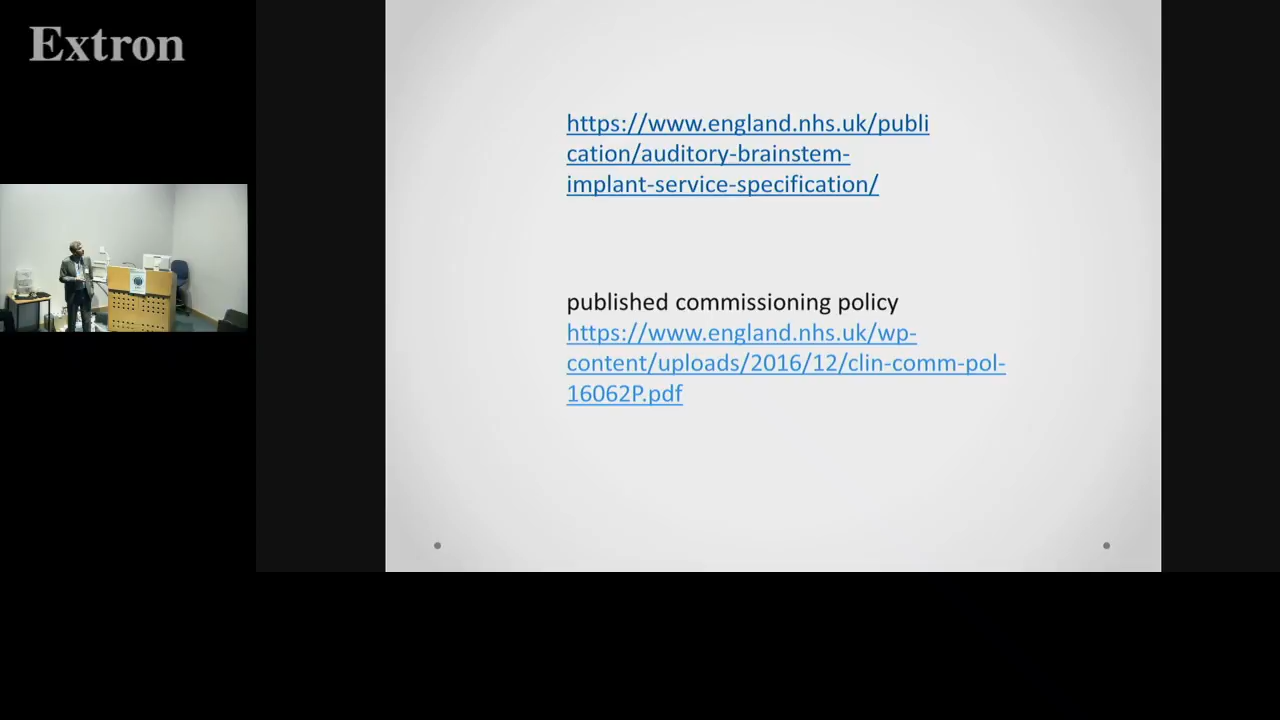 Extron
https://www.england.nhs.uk/publi
cation/auditory-brainstem-
implant-service-specification/
published commissioning policy
https://www.england.nhs.uk/wp-
content/uploads/2016/12/clin-comm-pol-
16062P.pdf